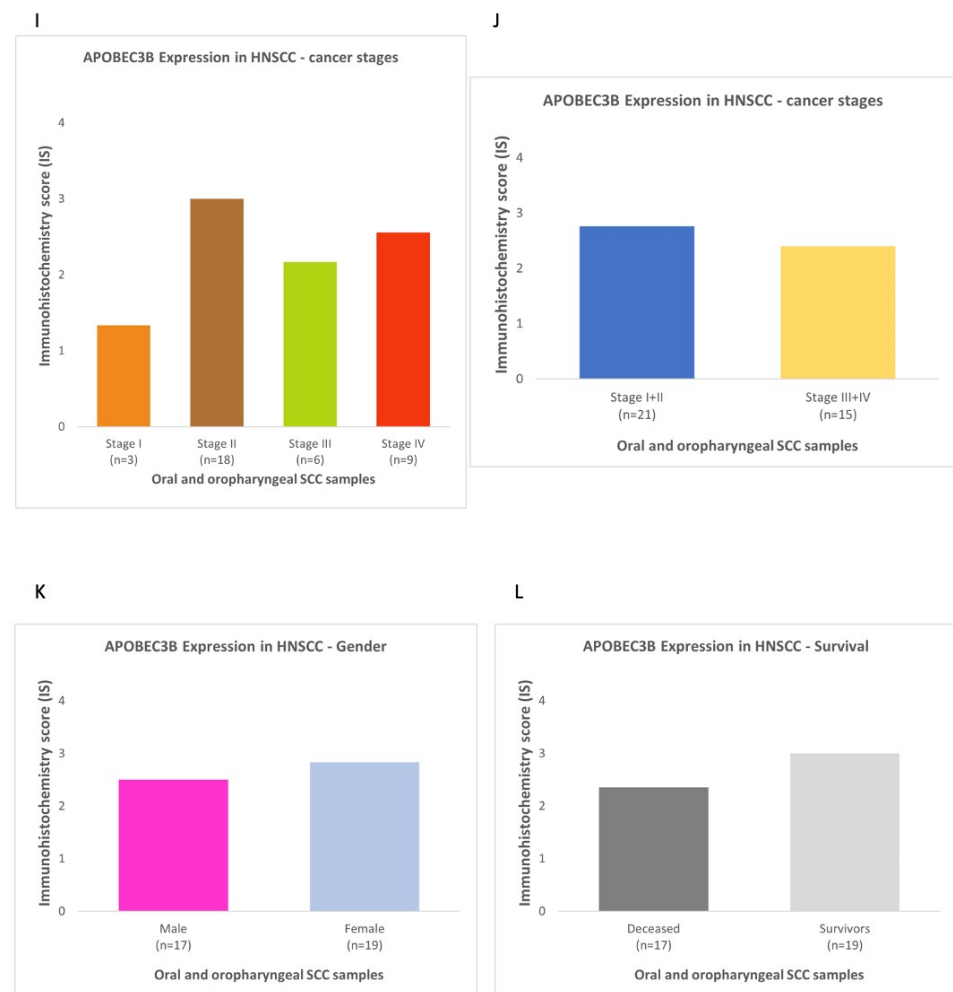 I
APOBEC3B Expression in HNSCC - cancer stages
Immunohistochemistry score (IS)
4
3
2
1
0
Stage I
(n=3)
Stage II
(n=18)
Stage III
(n=6)
Stage IV
(n=9)
Oral and oropharyngeal SCC samples
J
APOBEC3B Expression in HNSCC - cancer stages
Immunohistochemistry score (IS)
4
3
2
1
0
Stage I+II
(n=21)
Stage III+IV
(n=15)
Oral and oropharyngeal SCC samples
K
APOBEC3B Expression in HNSCC - Gender
Immunohistochemistry score (IS)
4
3
2
1
0
Male
(n=17)
Female
(n=19)
Oral and oropharyngeal SCC samples
L
APOBEC3B Expression in HNSCC - Survival
Immunohistochemistry score (IS)
4
3
2
1
0
Deceased
(n=17)
Survivors
(n=19)
Oral and oropharyngeal SCC samples